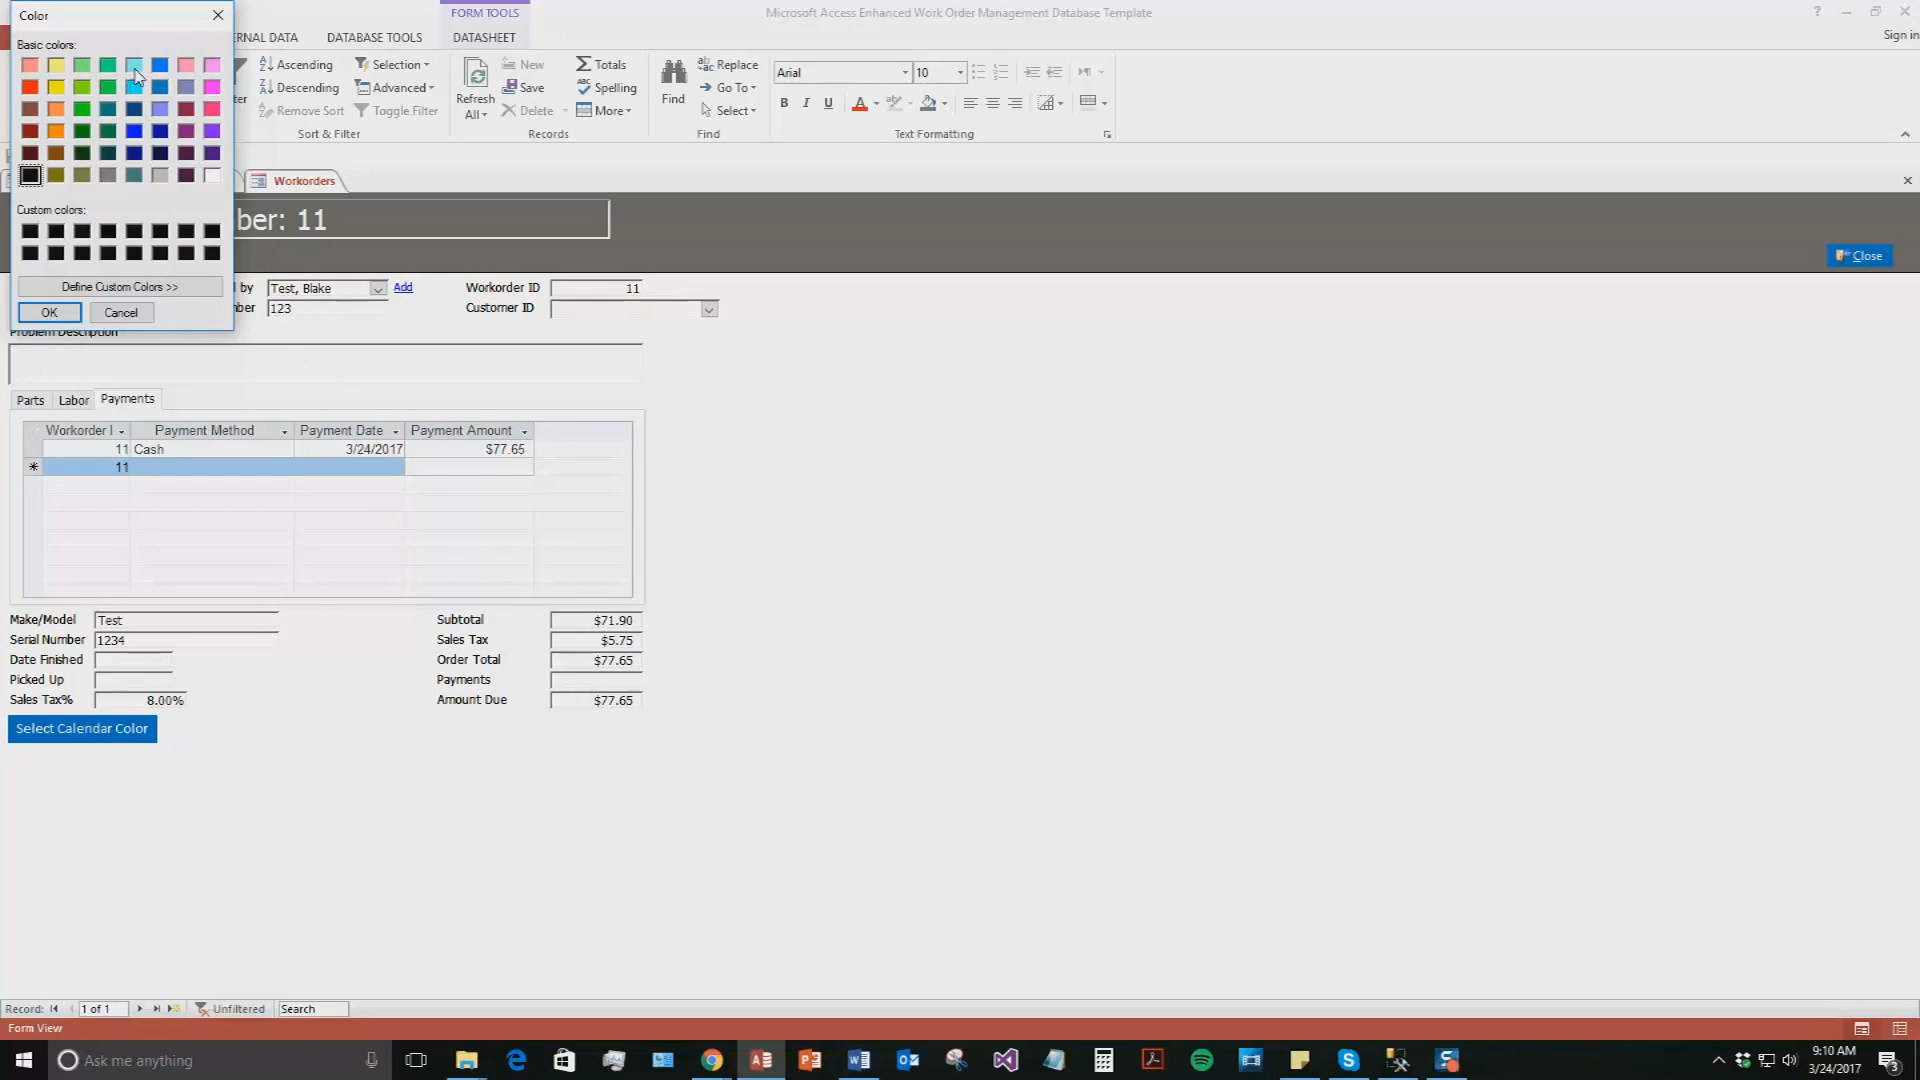 Color
Basic colors:
Custom colors:
Define Custom Colors >>
OK
Cancel
FORM TOOLS
Microsoft Access Enhanced Work Order Management Database Template
?
Sign in
ERNAL DATA
DATABASE TOOLS
DATASHEET
ter
Ascending
Descending
Remove Sort
Selection
Advanced
Toggle Filter
Sort & Filter
Refresh
All
New
Save
Delete
Totals
Spelling
More
Records
Find
Replace
Go To
Select
Find
Arial
10
B I U A
Text Formatting
Workorders
ber: 11
Close
by
Test, Blake
Add
Workorder ID
11
ber
123
Customer ID
Problem Description
Parts
Labor
Payments
Workorder I
Payment Method
Payment Date
Payment Amount
11 Cash 3/24/2017 $77.65
* 11
Make/Model Test
Serial Number 1234
Date Finished
Picked Up
Sales Tax% 8.00%
Subtotal $71.90
Sales Tax $5.75
Order Total $77.65
Payments
Amount Due $77.65
Select Calendar Color
Record: 1 of 1
Unfiltered
Search
Form View
Ask me anything
9:10 AM
3/24/2017
3